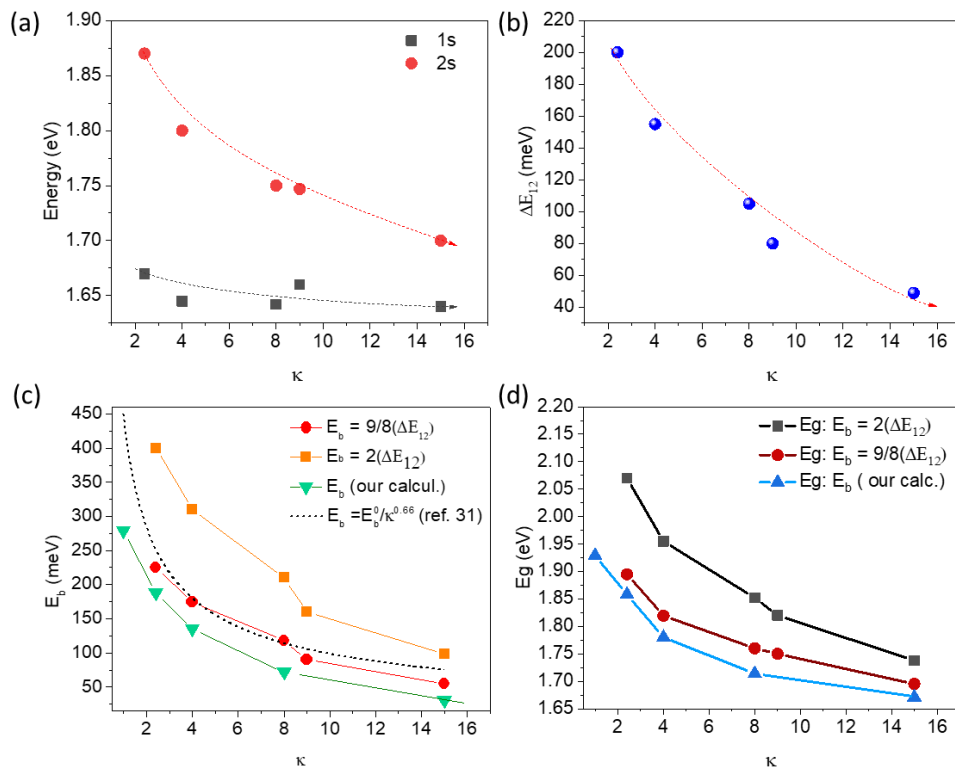 (a)
1.90
1.85
1.80
1.75
1.70
1.65
Energy (eV)
1s
2s
2 4 6 8 10 12 14 16
κ
(b)
220
200
180
160
140
120
100
80
60
40
ΔE₁₂ (meV)
2 4 6 8 10 12 14 16
κ
(c)
450
400
350
300
250
200
150
100
50
E_b (meV)
E_b = 9/8(ΔE₁₂)
E_b = 2(ΔE₁₂)
E_b (our calcul.)
E_b =E_b⁰/κ⁰·⁶⁶ (ref. 31)
2 4 6 8 10 12 14 16
κ
(d)
2.20
2.15
2.10
2.05
2.00
1.95
1.90
1.85
1.80
1.75
1.70
1.65
Eg (eV)
Eg: E_b = 2(ΔE₁₂)
Eg: E_b = 9/8(ΔE₁₂)
Eg: E_b ( our calc.)
2 4 6 8 10 12 14 16
κ